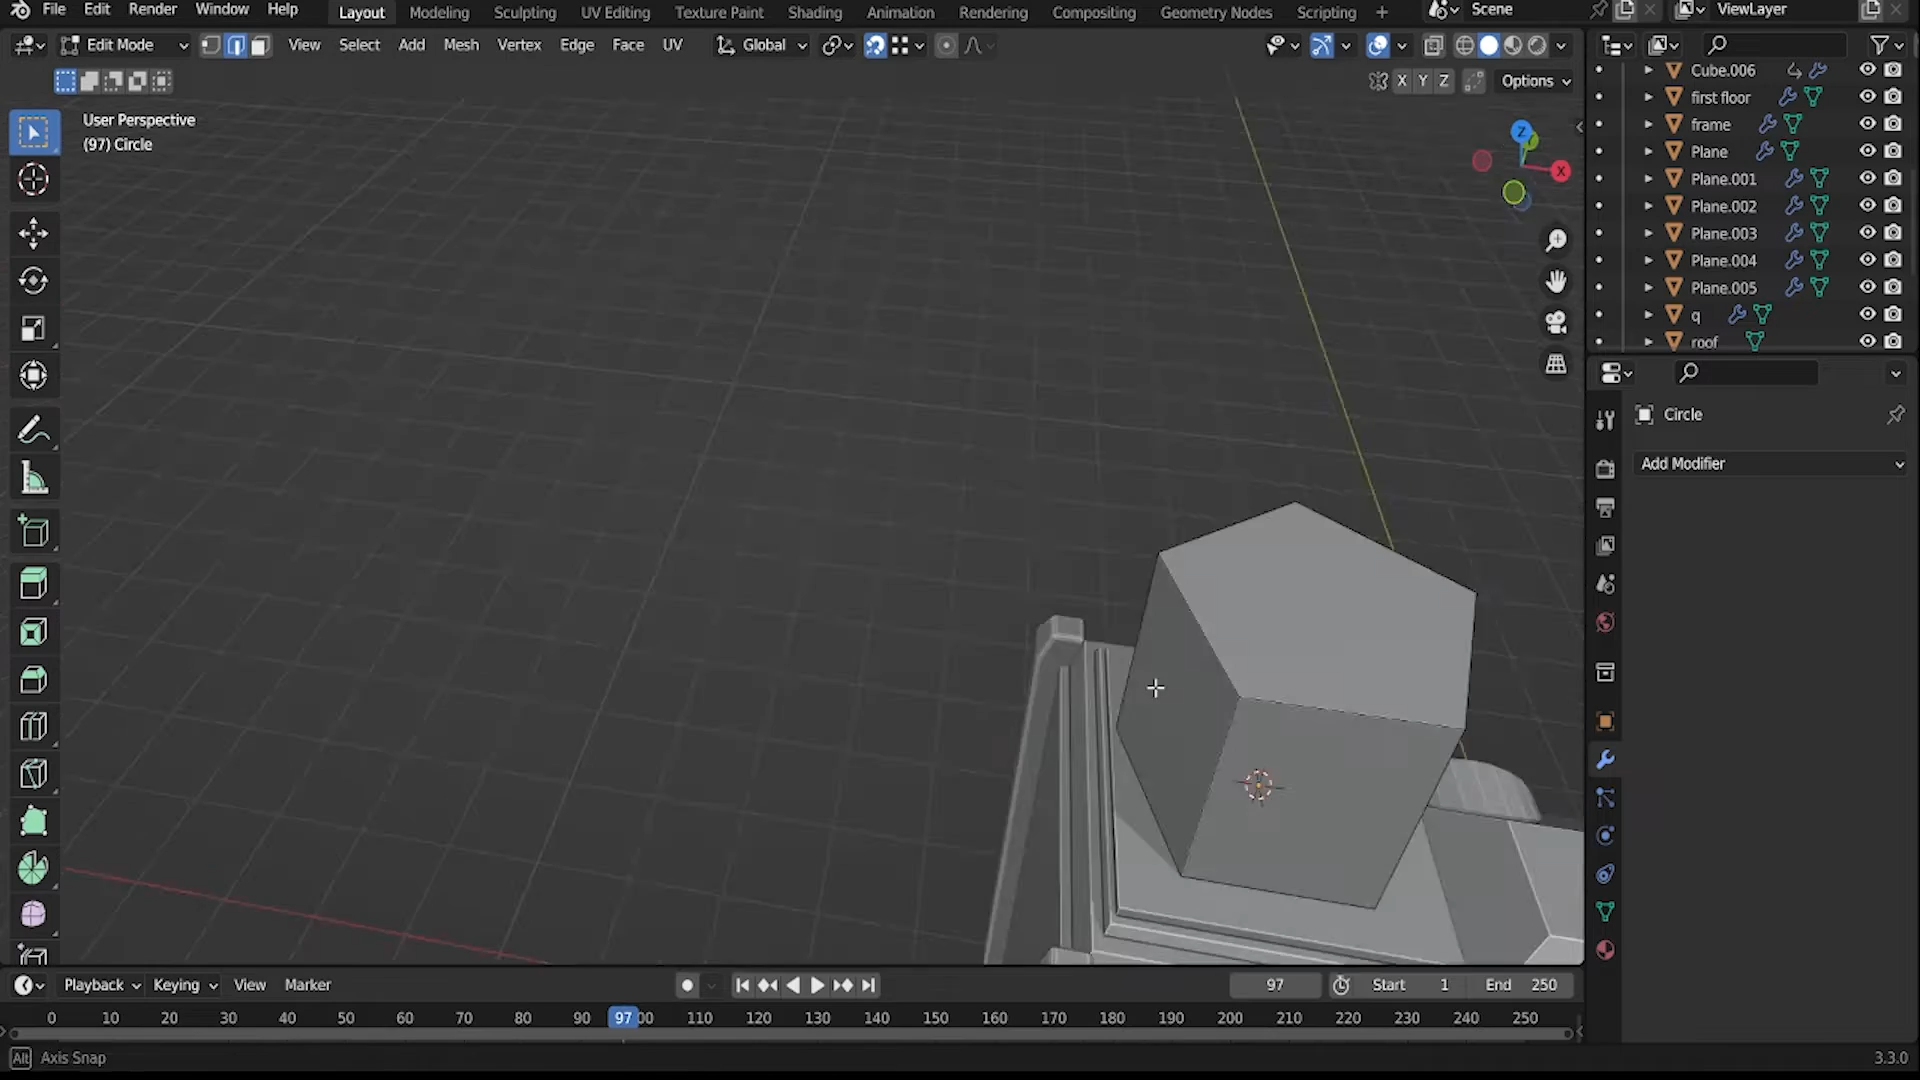 File Edit Render Window Help Layout Modeling Sculpting UV Editing Texture Paint Shading Animation Rendering Compositing Geometry Nodes Scripting + Scene ViewLayer
Edit Mode View Select Add Mesh Vertex Edge Face UV Global
X Y Z Options
User Perspective
(97) Circle
Z
X
Cube.006
first floor
frame
Plane
Plane.001
Plane.002
Plane.003
Plane.004
Plane.005
q
roof
Circle
Add Modifier
Playback Keying View Marker 97 Start 1 End 250
0 10 20 30 40 50 60 70 80 90 97 00 110 120 130 140 150 160 170 180 190 200 210 220 230 240 250
Alt Axis Snap 3.3.0